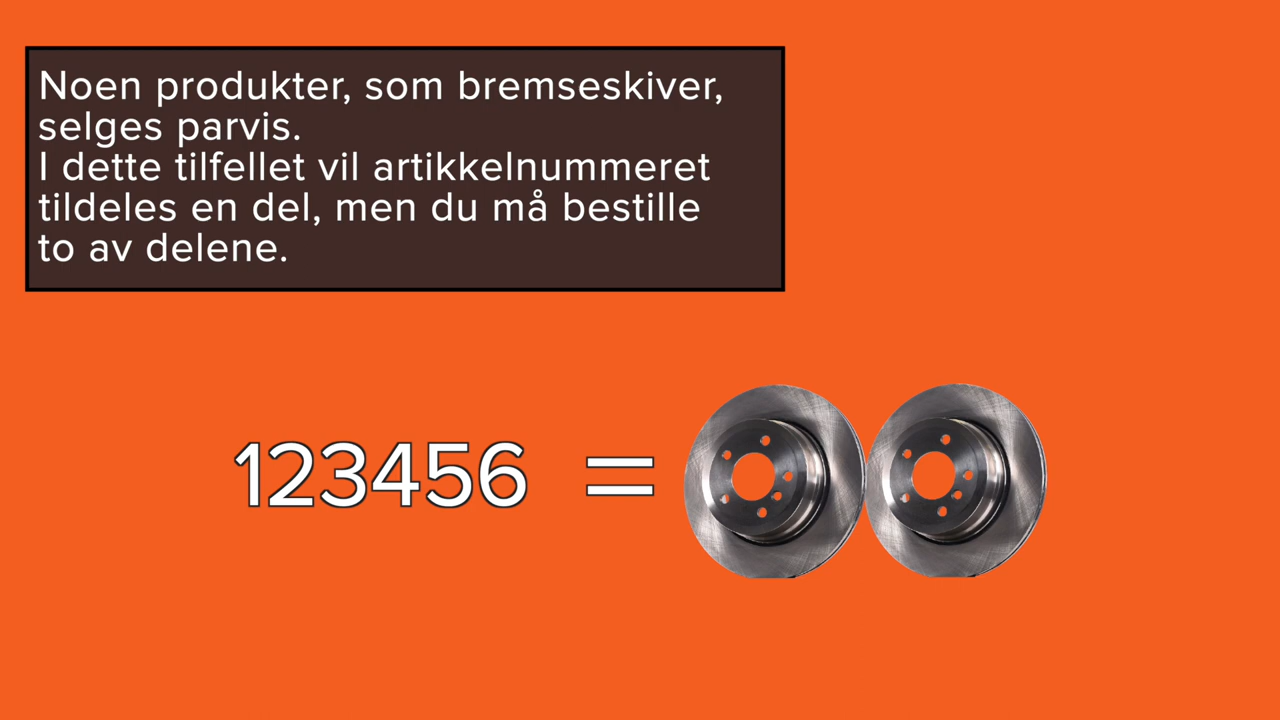 Noen produkter, som bremseskiver,
selges parvis.
I dette tilfellet vil artikkelnummeret
tildeles en del, men du må bestille
to av delene.
123456 =